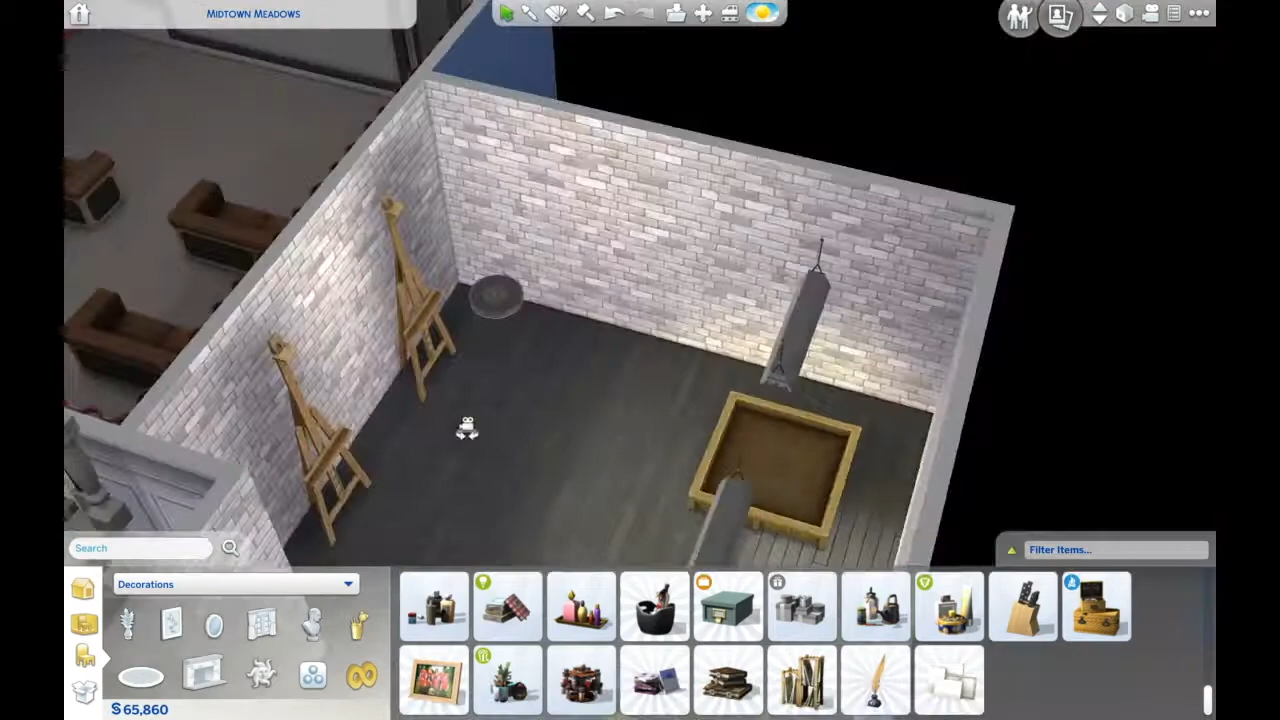 MIDTOWN MEADOWS
Search
Filter Items...
Decorations
§65,860